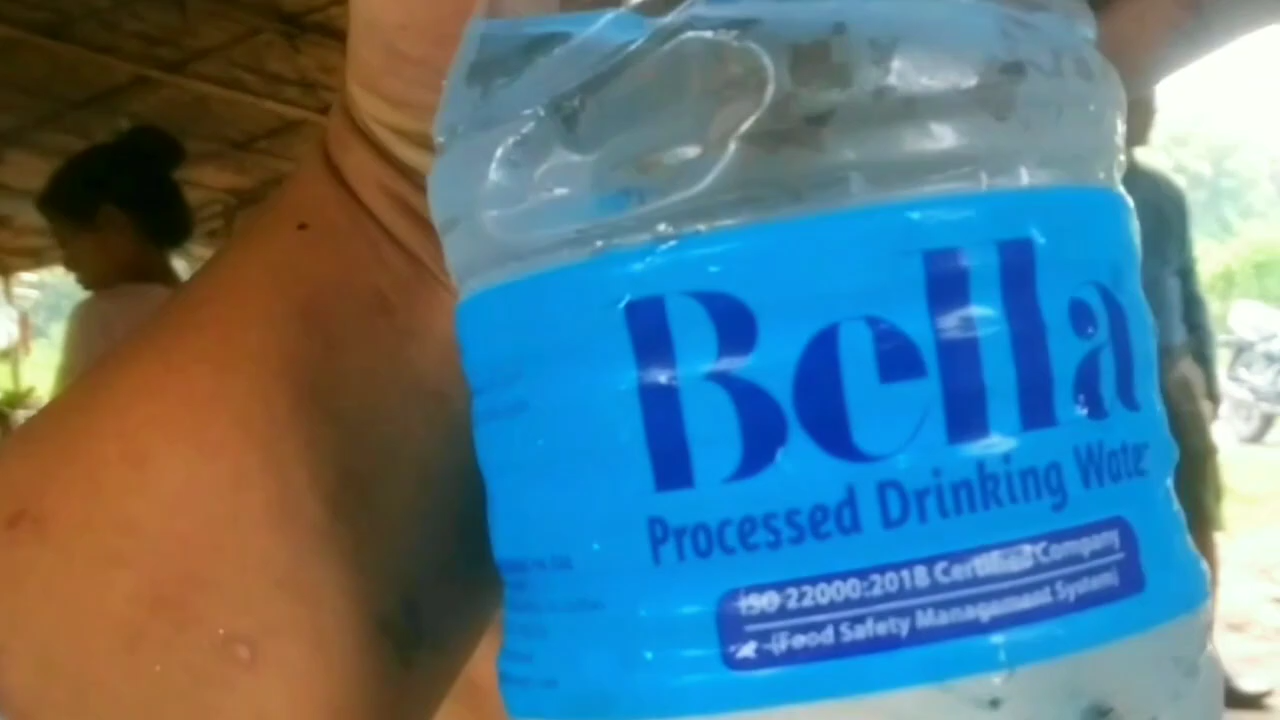 Bella
Processed Drinking Water
ISO 22000:2018 Certified Company
(Food Safety Management System)